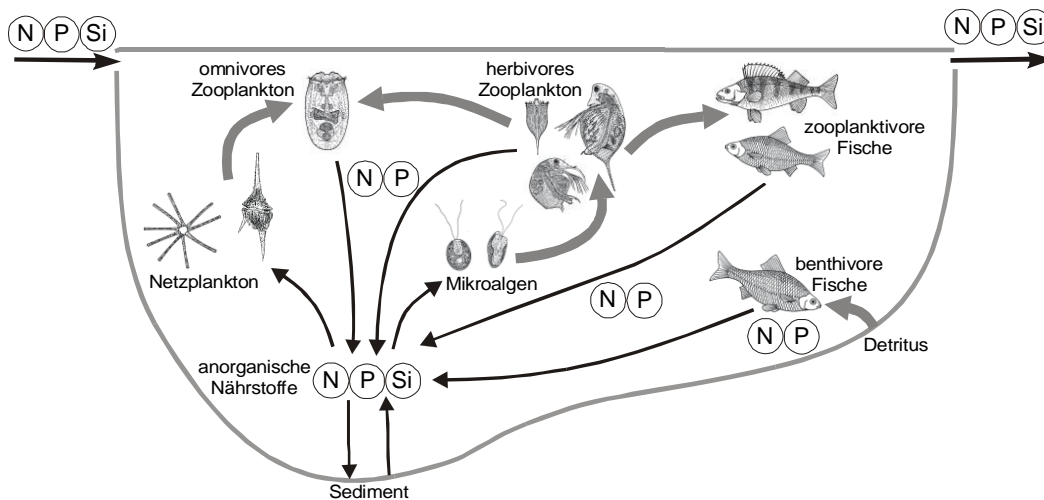 N P Si
N P Si
omnivores
Zooplankton
herbivores
Zooplankton
zooplanktivore
Fische
N P
Netzplankton
Mikroalgen
benthivore
Fische
N P
N P
Detritus
anorganische
Nährstoffe
N P Si
Sediment